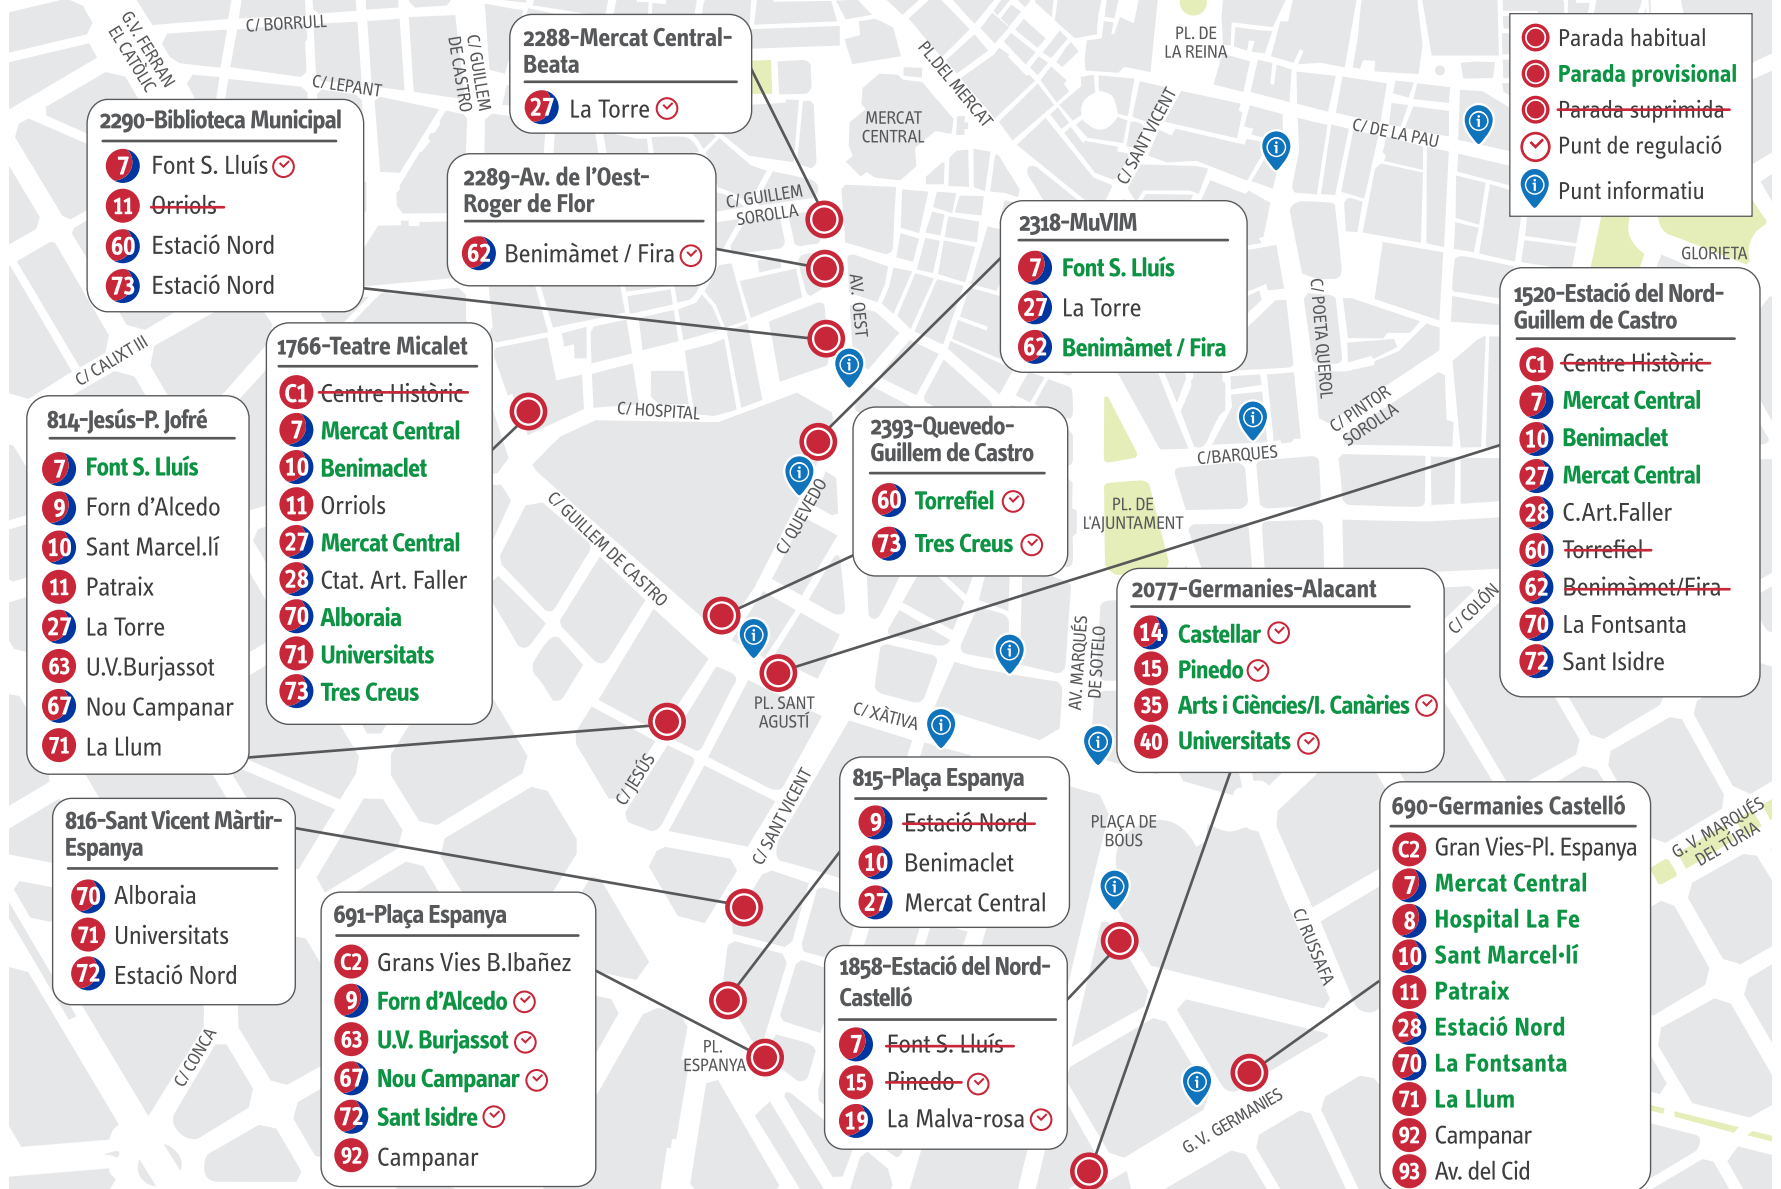 G.V. FERRAN
EL CATÒLIC
C/ BORRULL
C/ LEPANT
C/ GUILLEM
DE CASTRO
2288-Mercat Central-
Beata
27 La Torre
PL. DEL MERCAT
MERCAT
CENTRAL
PL. DE
LA REINA
C/ SANT VICENT
C/ DE LA PAU
Parada habitual
Parada provisional
Parada suprimida
Punt de regulació
Punt informatiu
GLORIETA
2290-Biblioteca Municipal
7 Font S. Lluís
11 Orriols
60 Estació Nord
73 Estació Nord
2289-Av. de l'Oest-
Roger de Flor
62 Benimàmet / Fira
C/ GUILLEM
SOROLLA
AV. OEST
2318-MuVIM
7 Font S. Lluís
27 La Torre
62 Benimàmet / Fira
C/ POETA QUEROL
C/ PINTOR
SOROLLA
C/BARQUES
1520-Estació del Nord-
Guillem de Castro
C1 Centre Històric
7 Mercat Central
10 Benimaclet
27 Mercat Central
28 C.Art.Faller
60 Torrefiel
62 Benimàmet/Fira
70 La Fontsanta
72 Sant Isidre
C/ CALIXT III
1766-Teatre Micalet
C1 Centre Històric
7 Mercat Central
10 Benimaclet
11 Orriols
27 Mercat Central
28 Ctat. Art. Faller
70 Alboraia
71 Universitats
73 Tres Creus
C/ HOSPITAL
814-Jesús-P. Jofré
7 Font S. Lluís
9 Forn d'Alcedo
10 Sant Marcel.lí
11 Patraix
27 La Torre
63 U.V.Burjassot
67 Nou Campanar
71 La Llum
C/ GUILLEM DE CASTRO
C/ QUEVEDO
2393-Quevedo-
Guillem de Castro
60 Torrefiel
73 Tres Creus
PL. DE
L'AJUNTAMENT
AV. MARQUÉS
DE SOTELO
C/ COLÓN
2077-Germanies-Alacant
14 Castellar
15 Pinedo
35 Arts i Ciències/I. Canàries
40 Universitats
PL. SANT
AGUSTÍ
C/ XÀTIVA
C/ JESÚS
C/ SANT VICENT
816-Sant Vicent Màrtir-
Espanya
70 Alboraia
71 Universitats
72 Estació Nord
815-Plaça Espanya
9 Estació Nord
10 Benimaclet
27 Mercat Central
PLAÇA DE
BOUS
690-Germanies Castelló
C2 Gran Vies-Pl. Espanya
7 Mercat Central
8 Hospital La Fe
10 Sant Marcel·lí
11 Patraix
28 Estació Nord
70 La Fontsanta
71 La Llum
92 Campanar
93 Av. del Cid
G. V. MARQUÉS
DEL TÚRIA
691-Plaça Espanya
C2 Grans Vies B.Ibañez
9 Forn d'Alcedo
63 U.V. Burjassot
67 Nou Campanar
72 Sant Isidre
92 Campanar
1858-Estació del Nord-
Castelló
7 Font S. Lluís
15 Pinedo
19 La Malva-rosa
C/ RUSSAFA
C/ CONCA
PL.
ESPANYA
G.V. GERMANIES